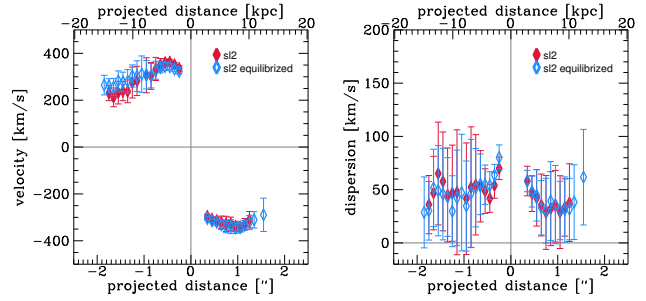 projected distance [kpc] projected distance [kpc]
−20 −10 0 10 20 −20 −10 0 10 20
400
200
0
−200
−400
velocity [km/s]
sl2
sl2 equilibrized
−2 −1 0 1 2
projected distance ["]
200
150
100
50
0
dispersion [km/s]
sl2
sl2 equilibrized
−2 −1 0 1 2
projected distance ["]